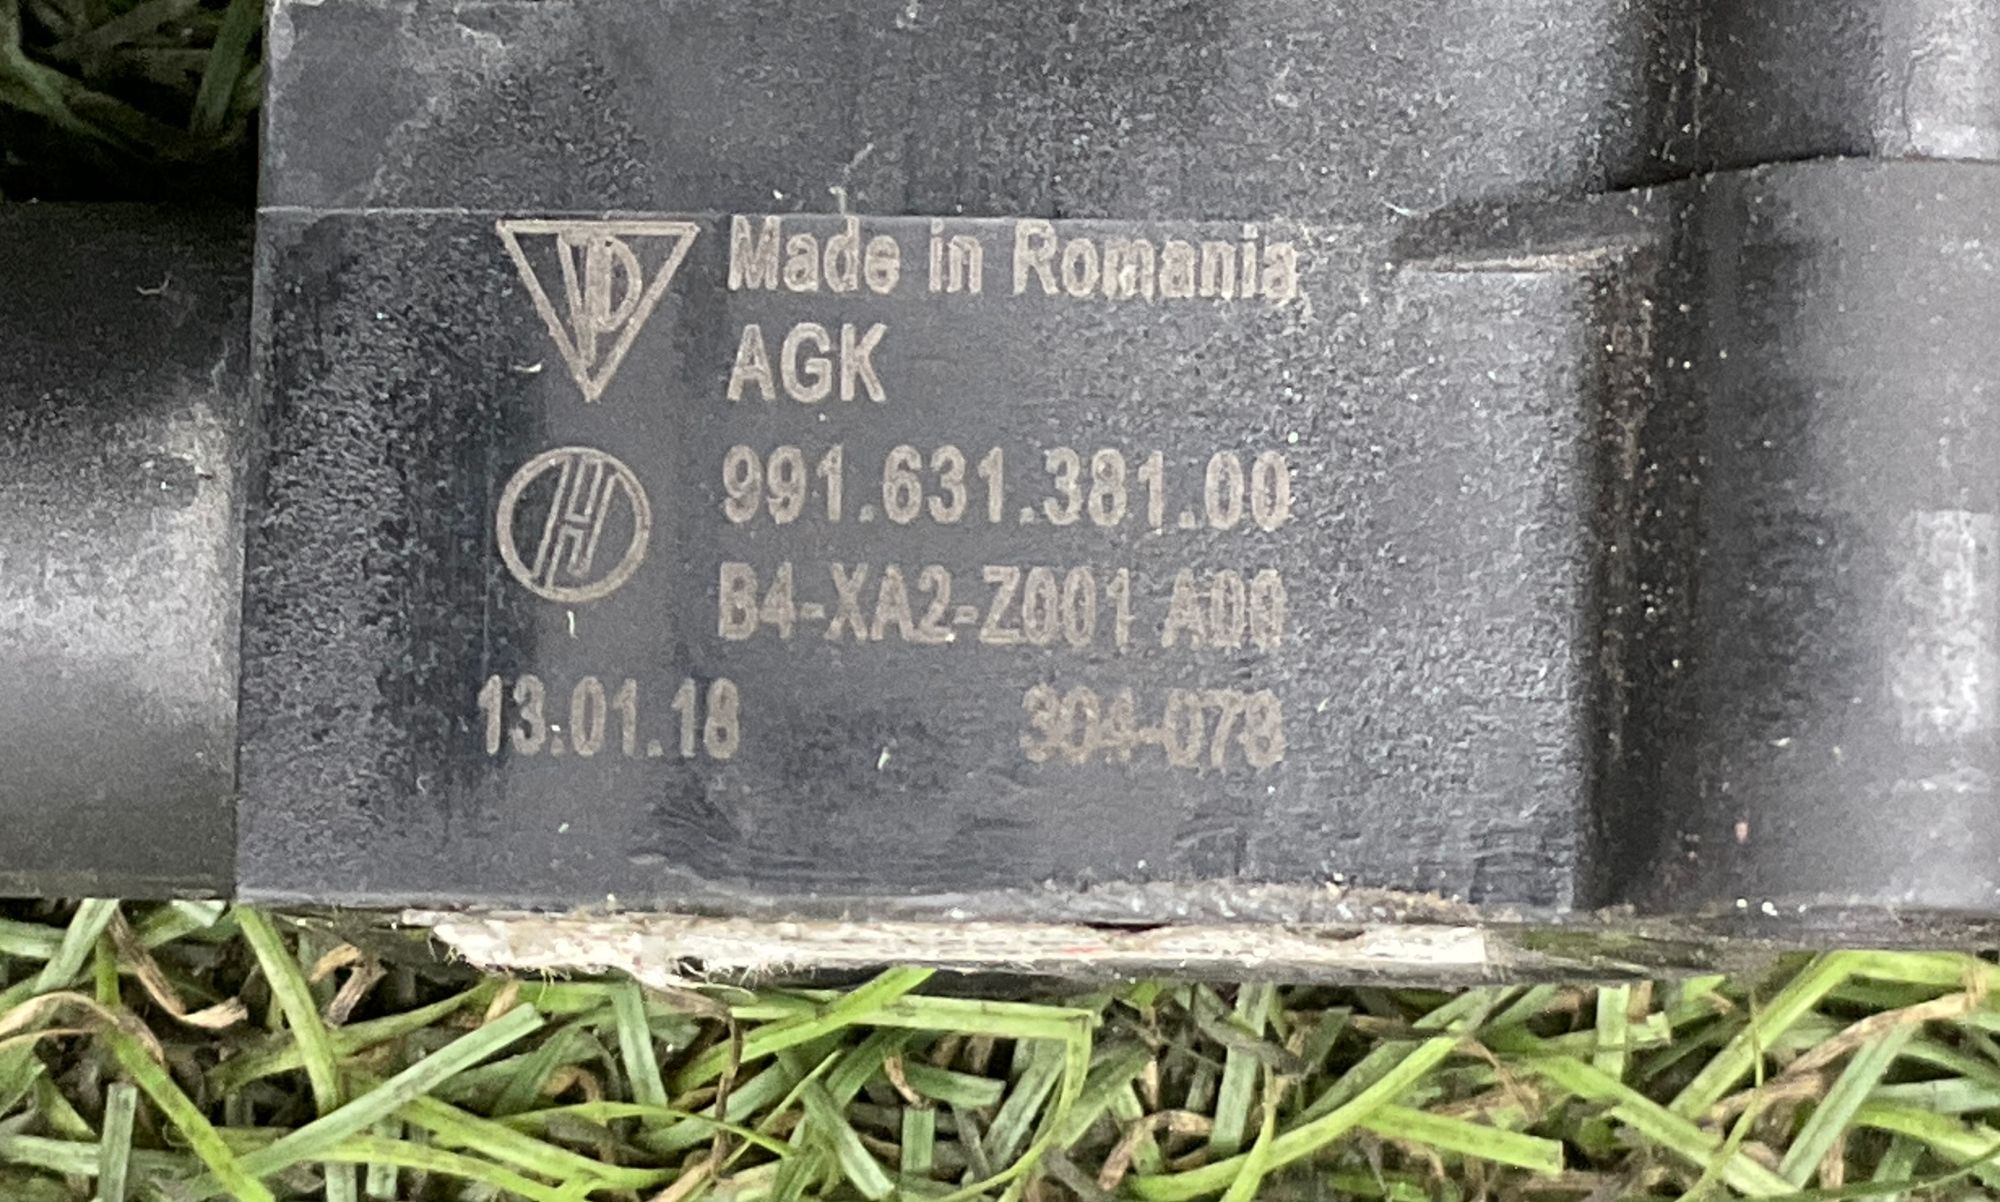 Made in Romania
AGK
991.631.381.00
B4-XA2-Z001 A00
13.01.18 304-078